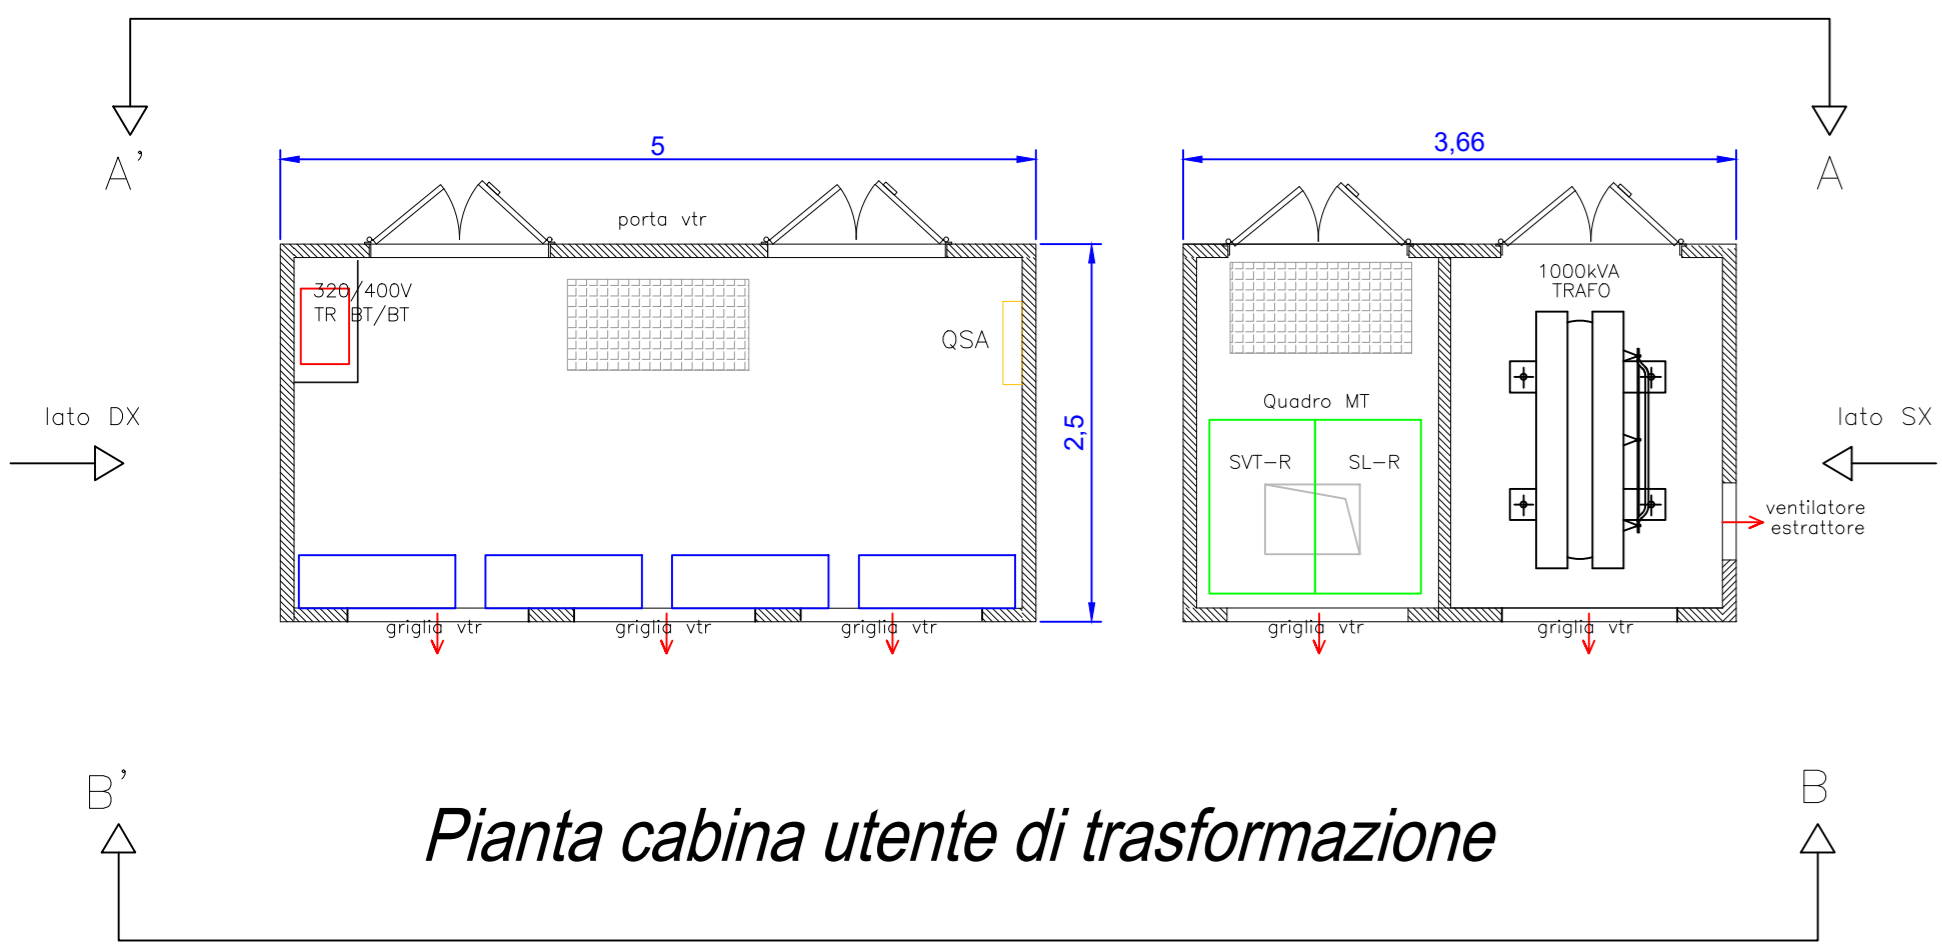 A'
A
5
3,66
porta vtr
320/400V
TR BT/BT
QSA
1000kVA
TRAFO
2,5
lato DX
Quadro MT
lato SX
SVT-R
SL-R
ventilatore
estrattore
griglia vtr
griglia vtr
griglia vtr
griglia vtr
griglia vtr
B'
B
Pianta cabina utente di trasformazione